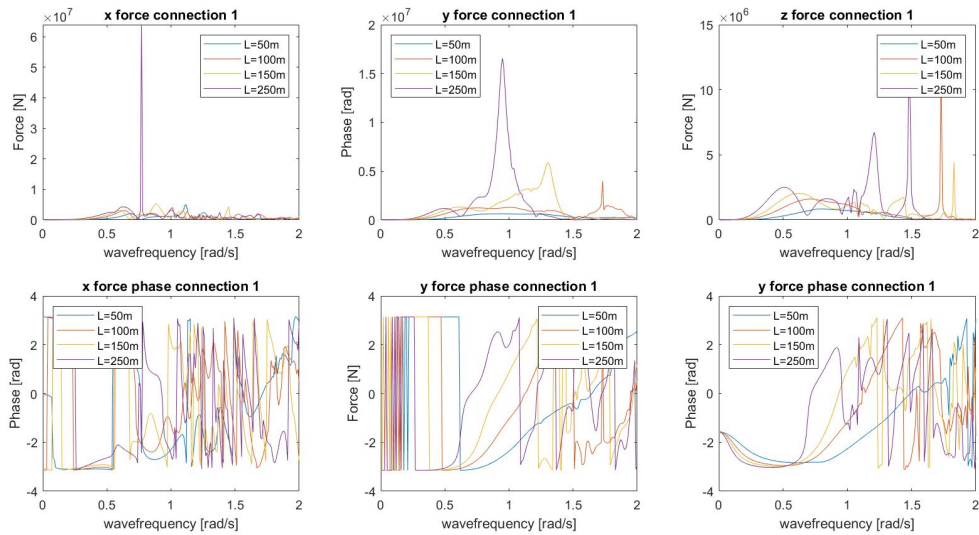 x force connection 1
×10⁷
Force [N]
6
5
4
3
2
1
0
L=50m
L=100m
L=150m
L=250m
0 0.5 1 1.5 2
wavefrequency [rad/s]
y force connection 1
×10⁷
Phase [rad]
2
1.5
1
0.5
0
L=50m
L=100m
L=150m
L=250m
0 0.5 1 1.5 2
wavefrequency [rad/s]
z force connection 1
×10⁶
Force [N]
15
10
5
0
L=50m
L=100m
L=150m
L=250m
0 0.5 1 1.5 2
wavefrequency [rad/s]
x force phase connection 1
Phase [rad]
4
2
0
-2
-4
L=50m
L=100m
L=150m
L=250m
0 0.5 1 1.5 2
wavefrequency [rad/s]
y force phase connection 1
Force [N]
4
2
0
-2
-4
L=50m
L=100m
L=150m
L=250m
0 0.5 1 1.5 2
wavefrequency [rad/s]
y force phase connection 1
Phase [rad]
4
2
0
-2
-4
L=50m
L=100m
L=150m
L=250m
0 0.5 1 1.5 2
wavefrequency [rad/s]